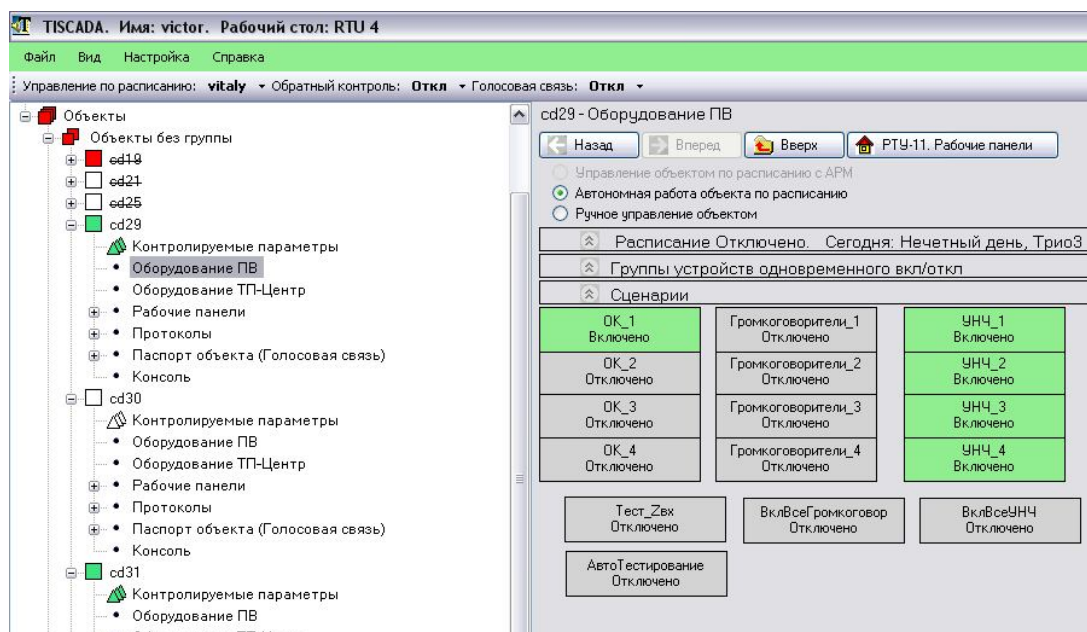 TISCADA. Имя: victor. Рабочий стол: RTU 4
Файл Вид Настройка Справка
Управление по расписанию: vitaly Обратный контроль: Откл Голосовая связь: Откл
Объекты
Объекты без группы
cd19
cd21
cd25
cd29
Контролируемые параметры
Оборудование ПВ
Оборудование ТП-Центр
Рабочие панели
Протоколы
Паспорт объекта (Голосовая связь)
Консоль
cd30
Контролируемые параметры
Оборудование ПВ
Оборудование ТП-Центр
Рабочие панели
Протоколы
Паспорт объекта (Голосовая связь)
Консоль
cd31
Контролируемые параметры
Оборудование ПВ
cd29 - Оборудование ПВ
Назад Вперед Вверх РТУ-11. Рабочие панели
Управление объектом по расписанию с АРМ
Автономная работа объекта по расписанию
Ручное управление объектом
Расписание Отключено. Сегодня: Нечетный день, Трио3
Группы устройств одновременного вкл/откл
Сценарии
ОК_1 Громкоговорители_1 УНЧ_1
Включено Отключено Включено
ОК_2 Громкоговорители_2 УНЧ_2
Отключено Отключено Включено
ОК_3 Громкоговорители_3 УНЧ_3
Отключено Отключено Включено
ОК_4 Громкоговорители_4 УНЧ_4
Отключено Отключено Включено
Тест_Zвх ВклВсеГромкоговор ВклВсеУНЧ
Отключено Отключено Отключено
АвтоТестирование
Отключено